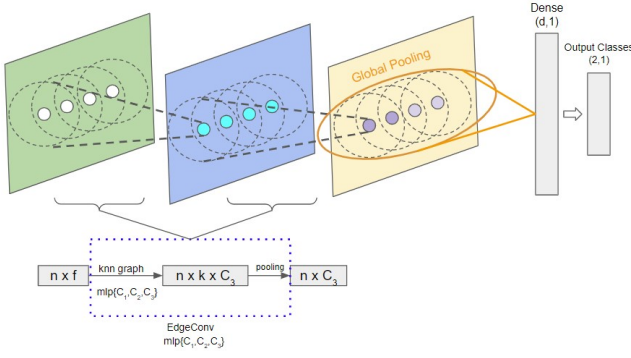 Dense
(d,1)
Output Classes
(2,1)
Global Pooling
n x f
knn graph
mlp{C₁,C₂,C₃}
n x k x C₃
pooling
n x C₃
EdgeConv
mlp{C₁,C₂,C₃}